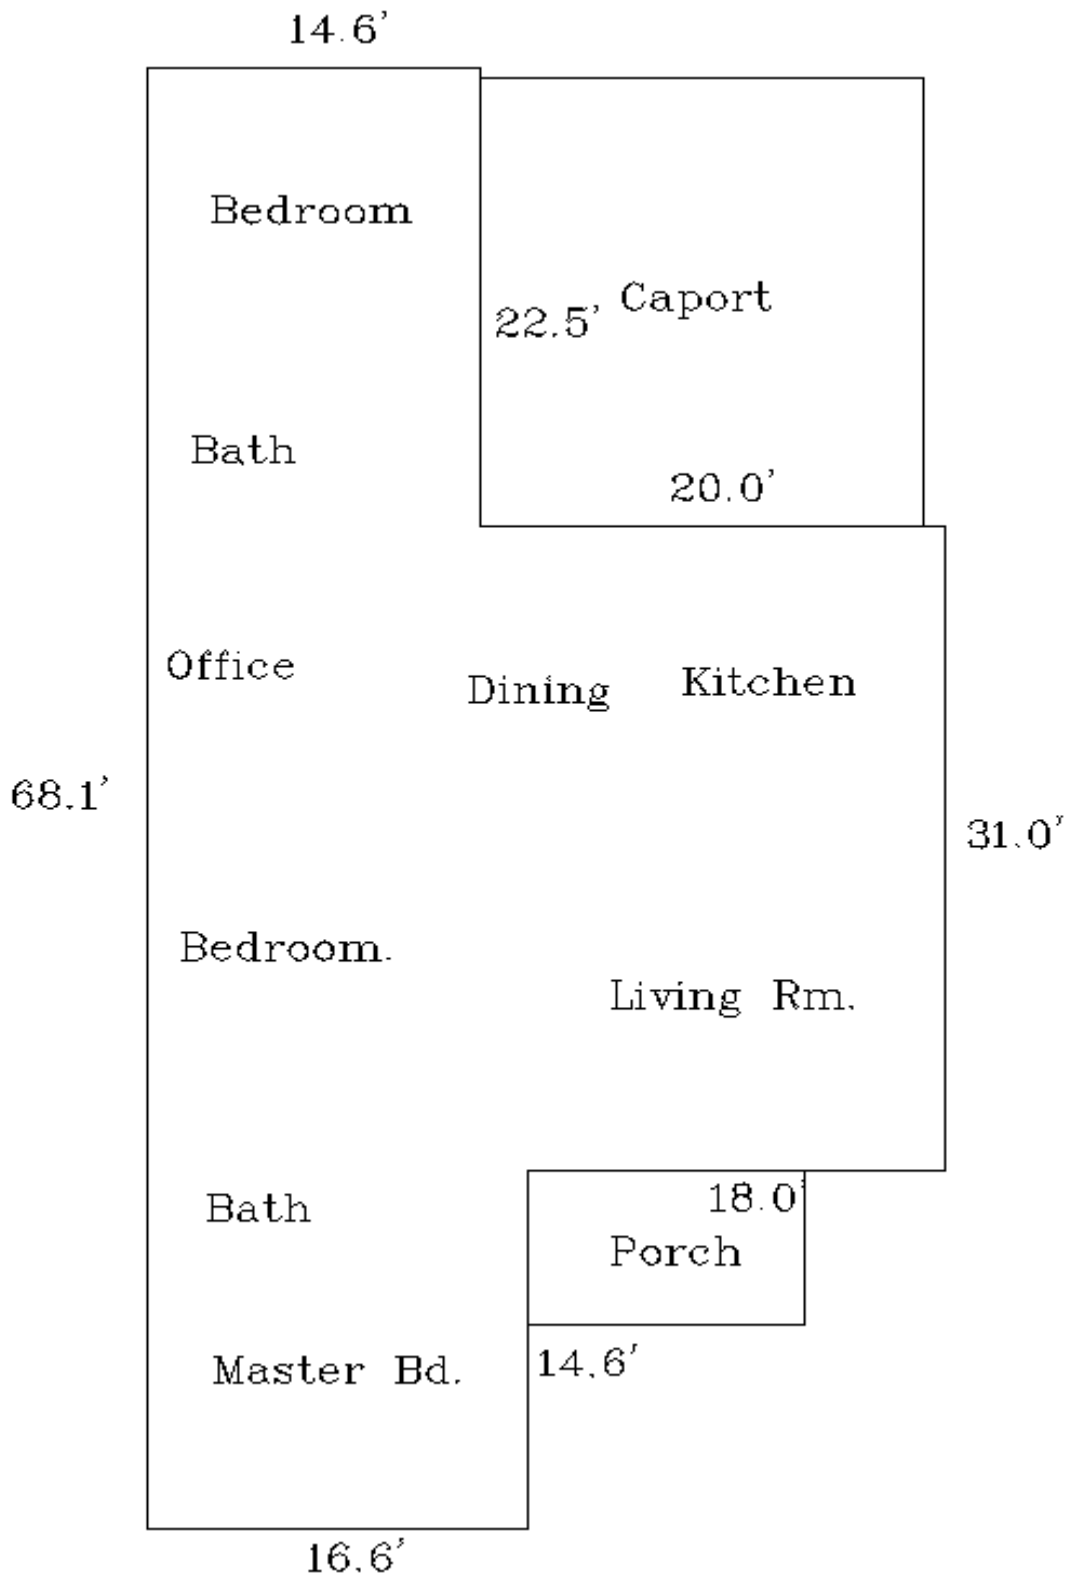 14.6'
Bedroom
Caport
22.5'
Bath
20.0'
Office
Dining
Kitchen
68.1'
31.0'
Bedroom.
Living Rm.
18.0'
Bath
Porch
14.6'
Master Bd.
16.6'